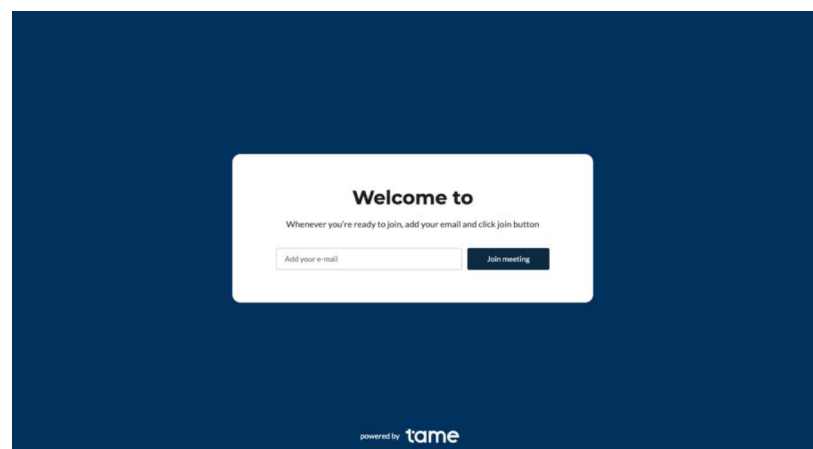 Welcome to
Whenever you're ready to join, add your email and click join button
Add your e-mail
Join meeting
powered by tame